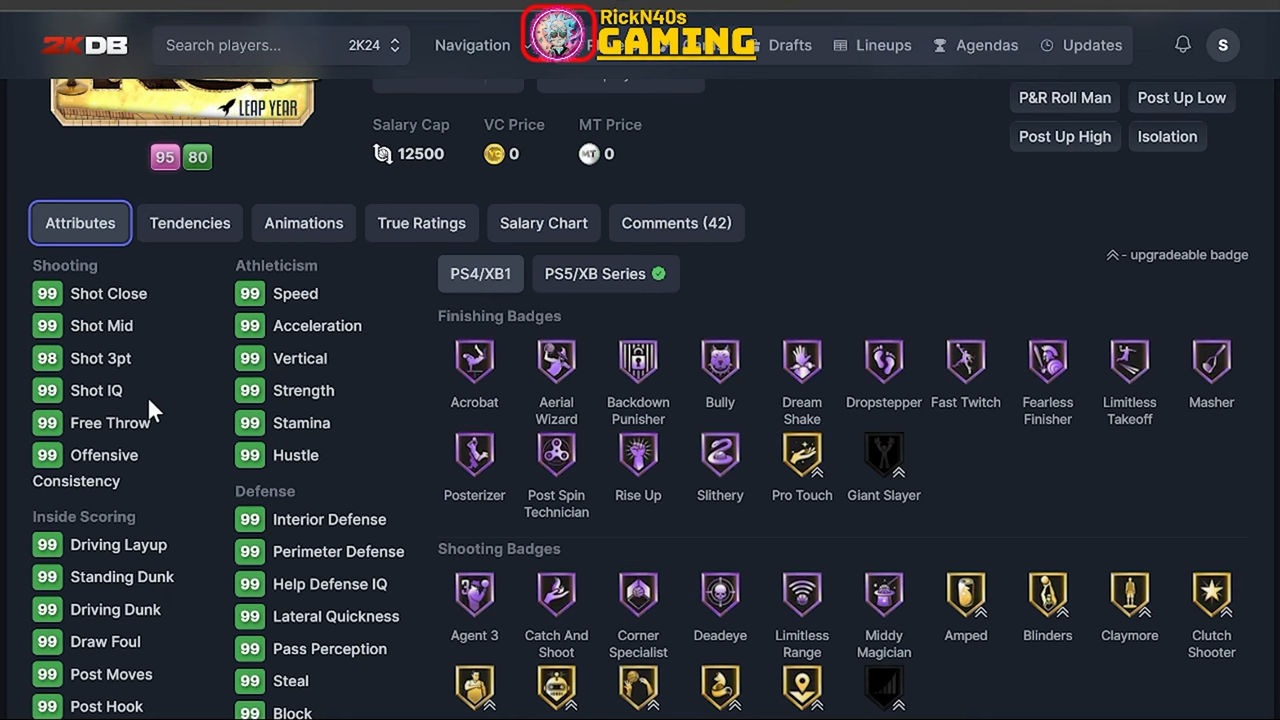 RickN40s
GAMING
2KDB
Search players...
2K24
Navigation
Drafts
Lineups
Agendas
Updates
S
LEAP YEAR
95
80
Salary Cap
VC Price
MT Price
12500
VC
0
MT
0
P&R Roll Man
Post Up Low
Post Up High
Isolation
Attributes
Tendencies
Animations
True Ratings
Salary Chart
Comments (42)
- upgradeable badge
Shooting
99 Shot Close
99 Shot Mid
98 Shot 3pt
99 Shot IQ
99 Free Throw
99 Offensive
Consistency
Inside Scoring
99 Driving Layup
99 Standing Dunk
99 Driving Dunk
99 Draw Foul
99 Post Moves
99 Post Hook
Athleticism
99 Speed
99 Acceleration
99 Vertical
99 Strength
99 Stamina
99 Hustle
Defense
99 Interior Defense
99 Perimeter Defense
99 Help Defense IQ
99 Lateral Quickness
99 Pass Perception
99 Steal
99 Block
PS4/XB1
PS5/XB Series
Finishing Badges
Acrobat
Aerial
Wizard
Backdown
Punisher
Bully
Dream
Shake
Dropstepper
Fast Twitch
Fearless
Finisher
Limitless
Takeoff
Masher
Posterizer
Post Spin
Technician
Rise Up
Slithery
Pro Touch
Giant Slayer
Shooting Badges
3
Agent 3
Catch And
Shoot
Corner
Specialist
Deadeye
Limitless
Range
Middy
Magician
Amped
Blinders
Claymore
Clutch
Shooter